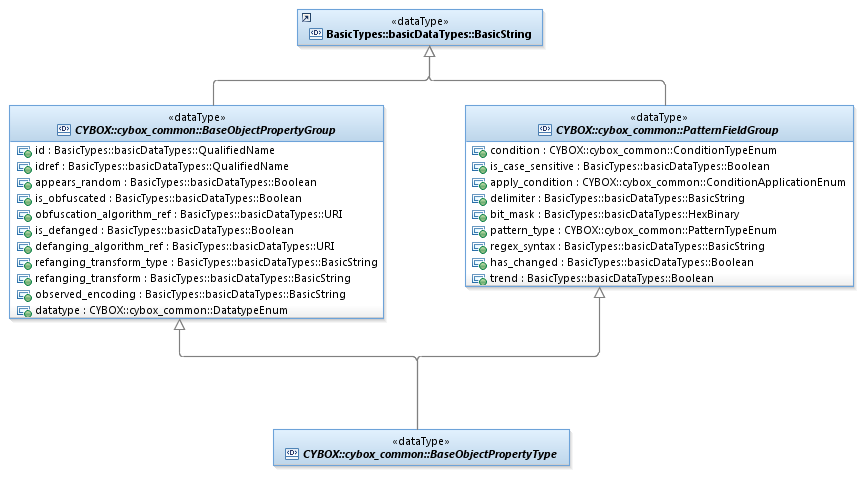 «dataType»
BasicTypes::basicDataTypes::BasicString
«dataType»
CYBOX::cybox_common::BaseObjectPropertyGroup
id : BasicTypes::basicDataTypes::QualifiedName
idref : BasicTypes::basicDataTypes::QualifiedName
appears_random : BasicTypes::basicDataTypes::Boolean
is_obfuscated : BasicTypes::basicDataTypes::Boolean
obfuscation_algorithm_ref : BasicTypes::basicDataTypes::URI
is_defanged : BasicTypes::basicDataTypes::Boolean
defanging_algorithm_ref : BasicTypes::basicDataTypes::URI
refanging_transform_type : BasicTypes::basicDataTypes::BasicString
refanging_transform : BasicTypes::basicDataTypes::BasicString
observed_encoding : BasicTypes::basicDataTypes::BasicString
datatype : CYBOX::cybox_common::DatatypeEnum
«dataType»
CYBOX::cybox_common::PatternFieldGroup
condition : CYBOX::cybox_common::ConditionTypeEnum
is_case_sensitive : BasicTypes::basicDataTypes::Boolean
apply_condition : CYBOX::cybox_common::ConditionApplicationEnum
delimiter : BasicTypes::basicDataTypes::BasicString
bit_mask : BasicTypes::basicDataTypes::HexBinary
pattern_type : CYBOX::cybox_common::PatternTypeEnum
regex_syntax : BasicTypes::basicDataTypes::BasicString
has_changed : BasicTypes::basicDataTypes::Boolean
trend : BasicTypes::basicDataTypes::Boolean
«dataType»
CYBOX::cybox_common::BaseObjectPropertyType